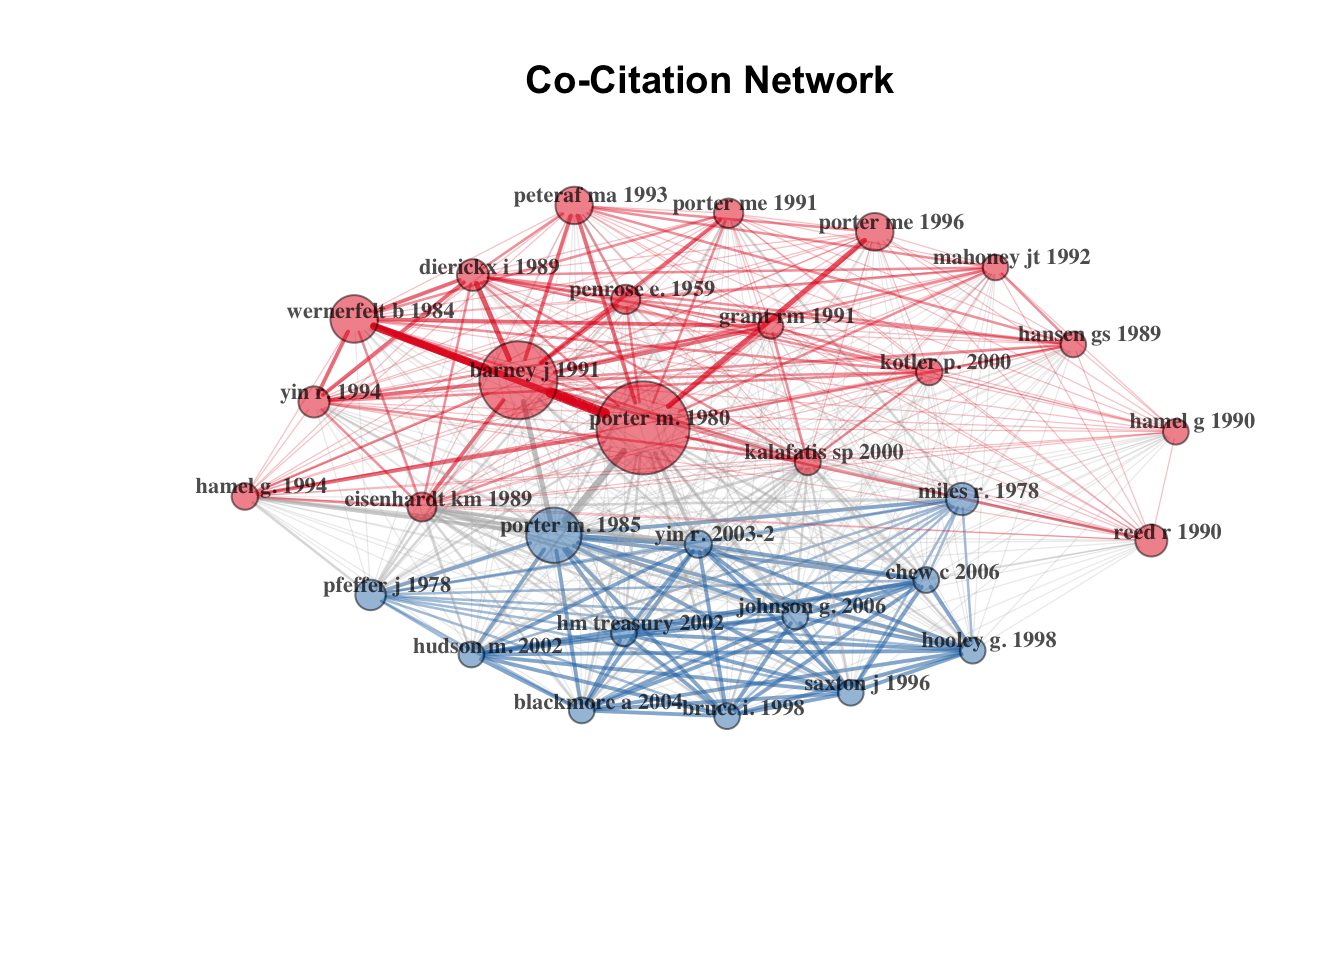 Co-Citation Network
peteraf ma 1993
porter me 1991
porter me 1996
mahoney jt 1992
dierickx i 1989
penrose e. 1959
wernerfelt b 1984
grant rm 1991
hansen gs 1989
barney j 1991
kotler p. 2000
yin r. 1994
porter m. 1980
hamel g 1990
kalafatis sp 2000
hamel g. 1994
eisenhardt km 1989
miles r. 1978
porter m. 1985
yin r. 2003-2
reed r 1990
pfeffer j 1978
chew c 2006
johnson g. 2006
hm treasury 2002
hudson m. 2002
hooley g. 1998
saxton j 1996
blackmore a 2004
bruce i. 1998